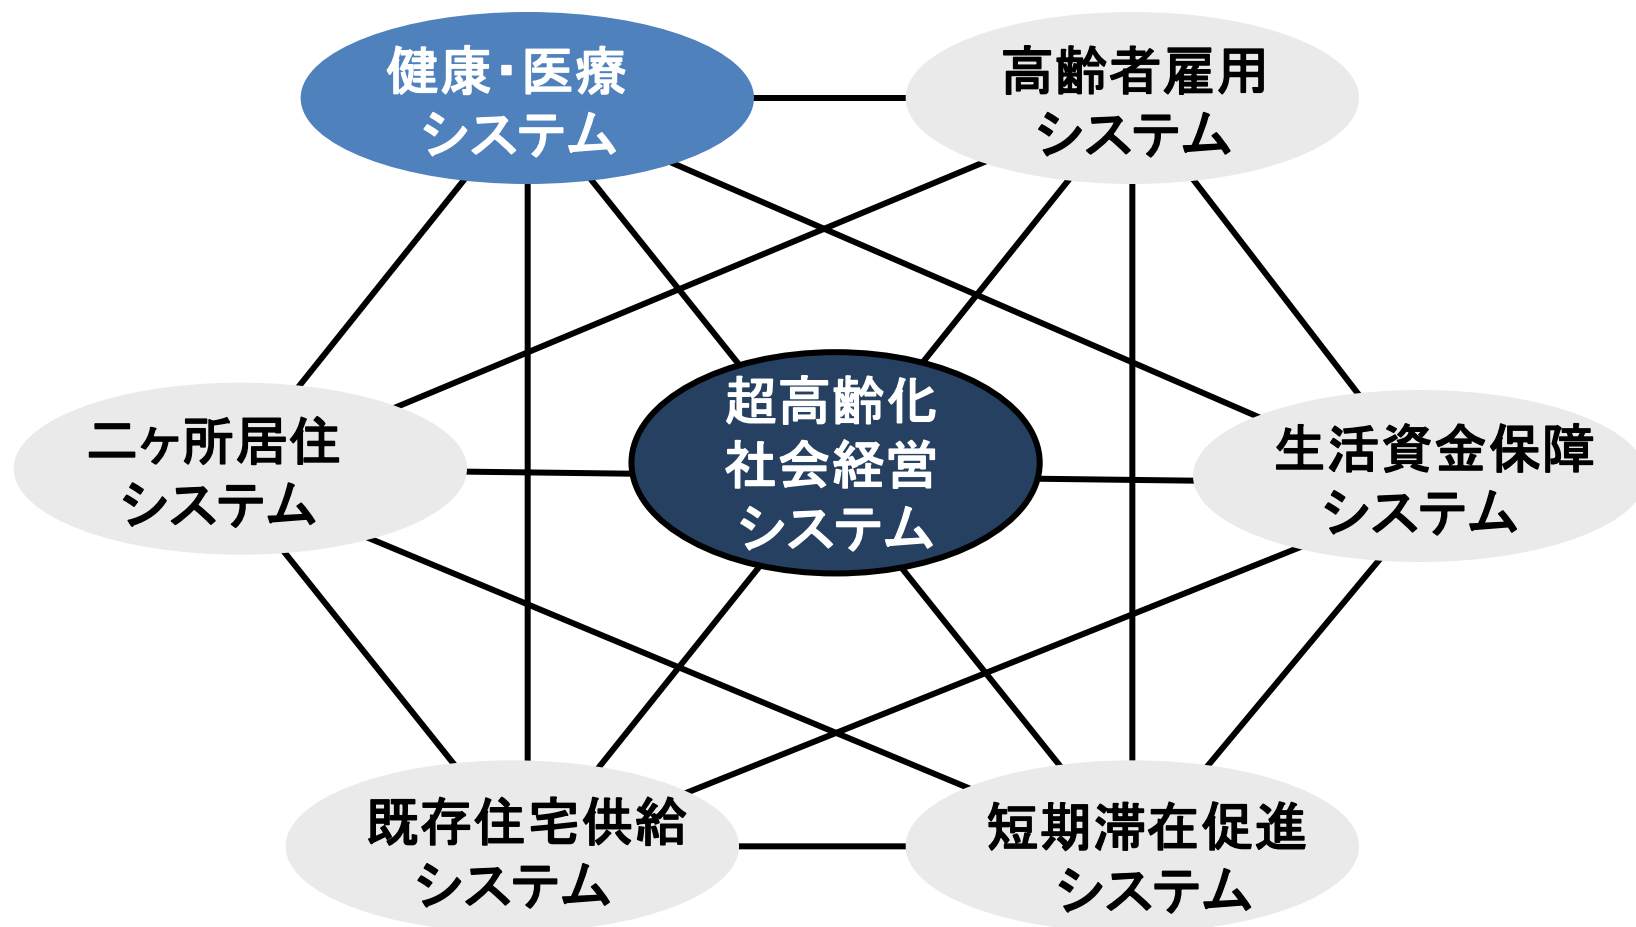 健康・医療
システム
高齢者雇用
システム
二ヶ所居住
システム
超高齢化
社会経営
システム
生活資金保障
システム
既存住宅供給
システム
短期滞在促進
システム